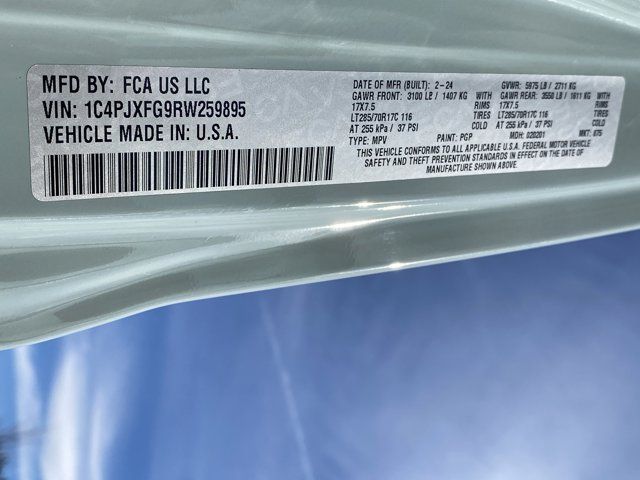 MFD BY: FCA US LLC
VIN: 1C4PJXFG9RW259895
VEHICLE MADE IN: U.S.A.
DATE OF MFR (BUILT): 2-24 GVWR: 5975 LB / 2711 KG
GAWR FRONT: 3100 LB / 1407 KG WITH GAWR REAR: 3550 LB / 1611 KG WITH
17X7.5 RIMS 17X7.5 RIMS
LT285/70R17C 116 TIRES LT285/70R17C 116 TIRES
AT 255 kPa / 37 PSI COLD AT 255 kPa / 37 PSI COLD
TYPE: MPV PAINT: PGP MDH: 020201 MKT: 675
THIS VEHICLE CONFORMS TO ALL APPLICABLE U.S.A. FEDERAL MOTOR VEHICLE
SAFETY AND THEFT PREVENTION STANDARDS IN EFFECT ON THE DATE OF
MANUFACTURE SHOWN ABOVE.